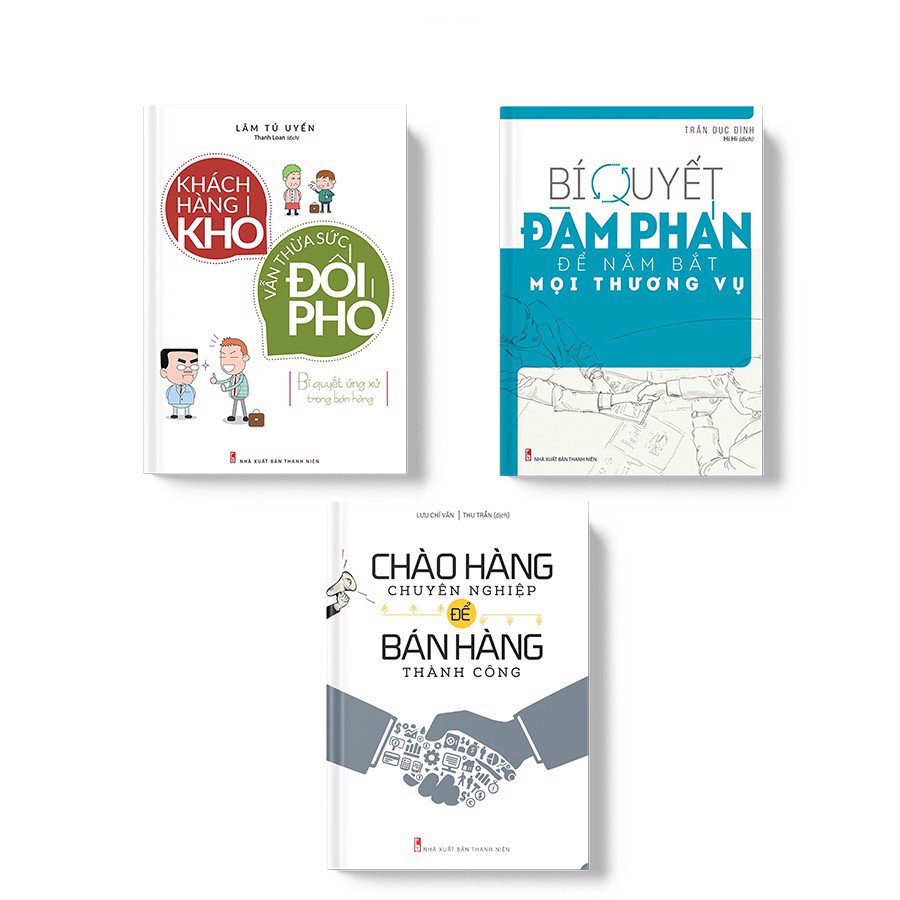 LÂM TÚ UYỂN
Thanh Loan (dịch)
KHÁCH
HÀNG
KHÓ
VẪN THỪA SỨC
ĐỐI
PHÓ
Bí quyết ứng xử
trong bán hàng
NHÀ XUẤT BẢN THANH NIÊN
TRẦN DỤC ĐÌNH
Hi Hi (dịch)
BÍ QUYẾT
ĐÀM PHÁN
ĐỂ NẮM BẮT
MỌI THƯƠNG VỤ
NHÀ XUẤT BẢN THANH NIÊN
LƯU CHÍ VĂN | THU TRẦN (dịch)
CHÀO HÀNG
CHUYÊN NGHIỆP
ĐỂ
BÁN HÀNG
THÀNH CÔNG
NHÀ XUẤT BẢN THANH NIÊN